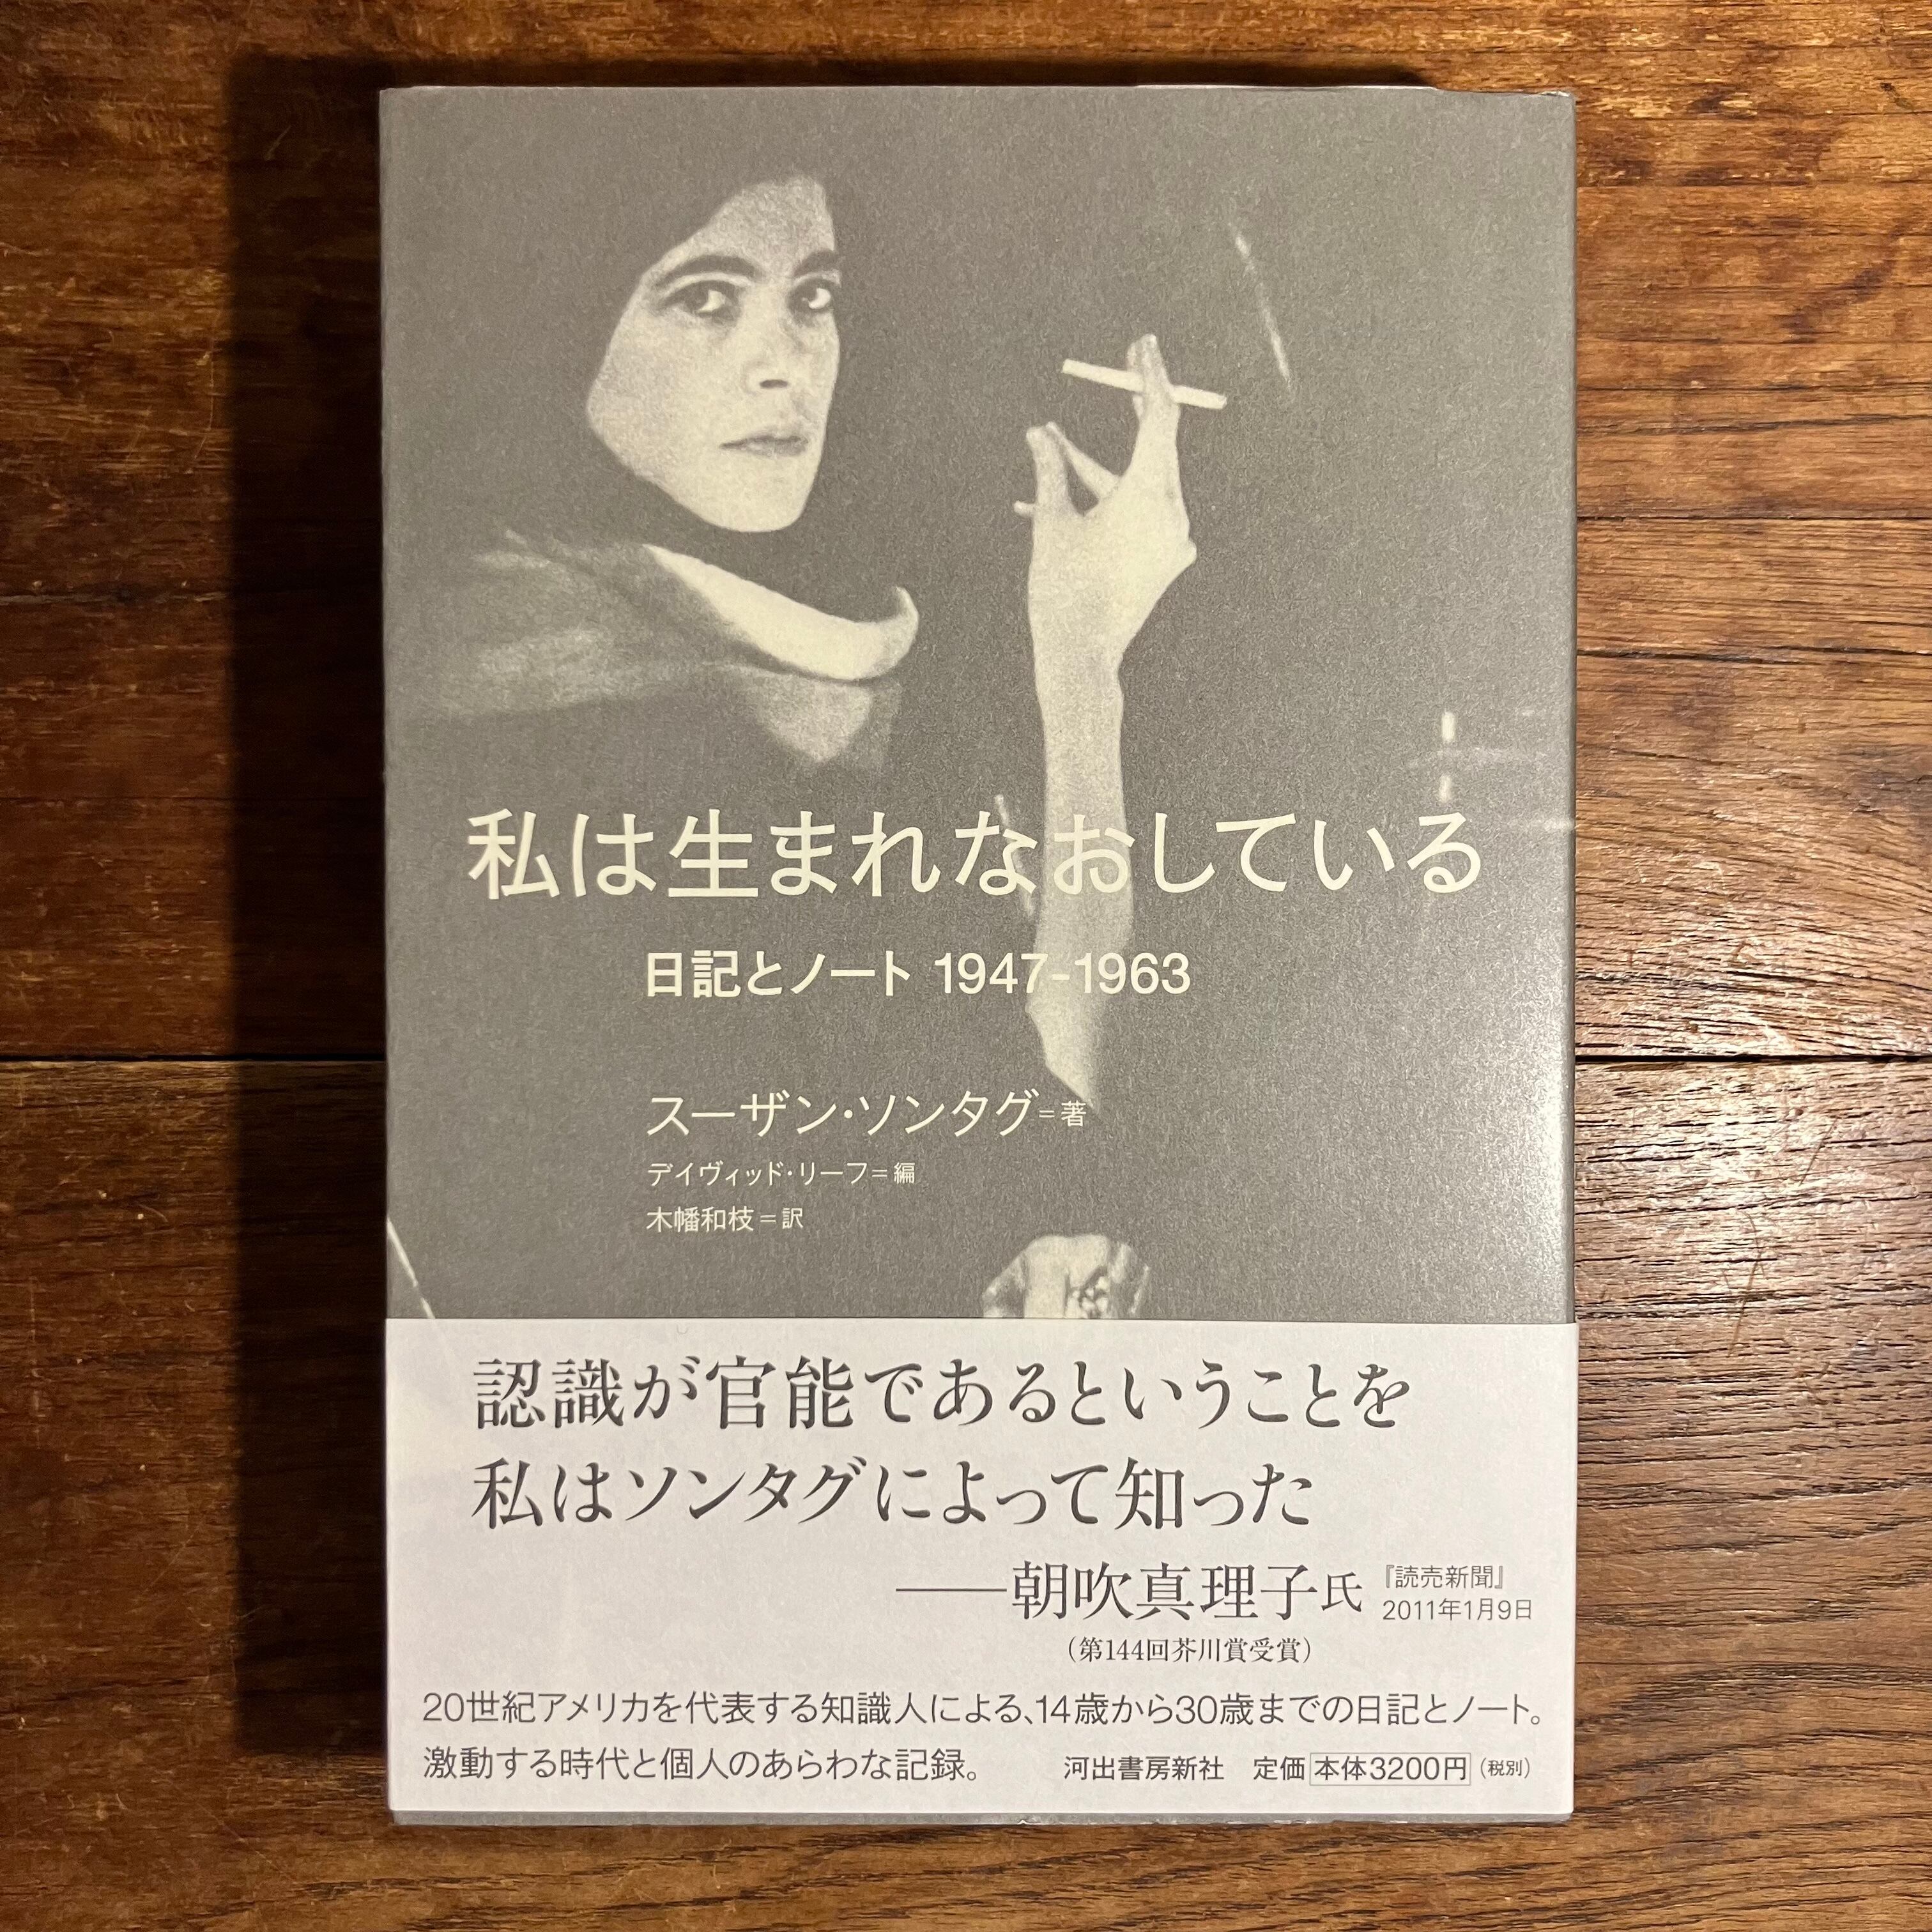 私は生まれなおしている
日記とノート 1947-1963
スーザン・ソンタグ=著
デイヴィッド・リーフ=編
木幡和枝=訳
認識が官能であるということを
私はソンタグによって知った
——朝吹真理子氏
『読売新聞』
2011年1月9日
（第144回芥川賞受賞）
20世紀アメリカを代表する知識人による、14歳から30歳までの日記とノート。
激動する時代と個人のあらわな記録。
河出書房新社 定価 本体3200円（税別）